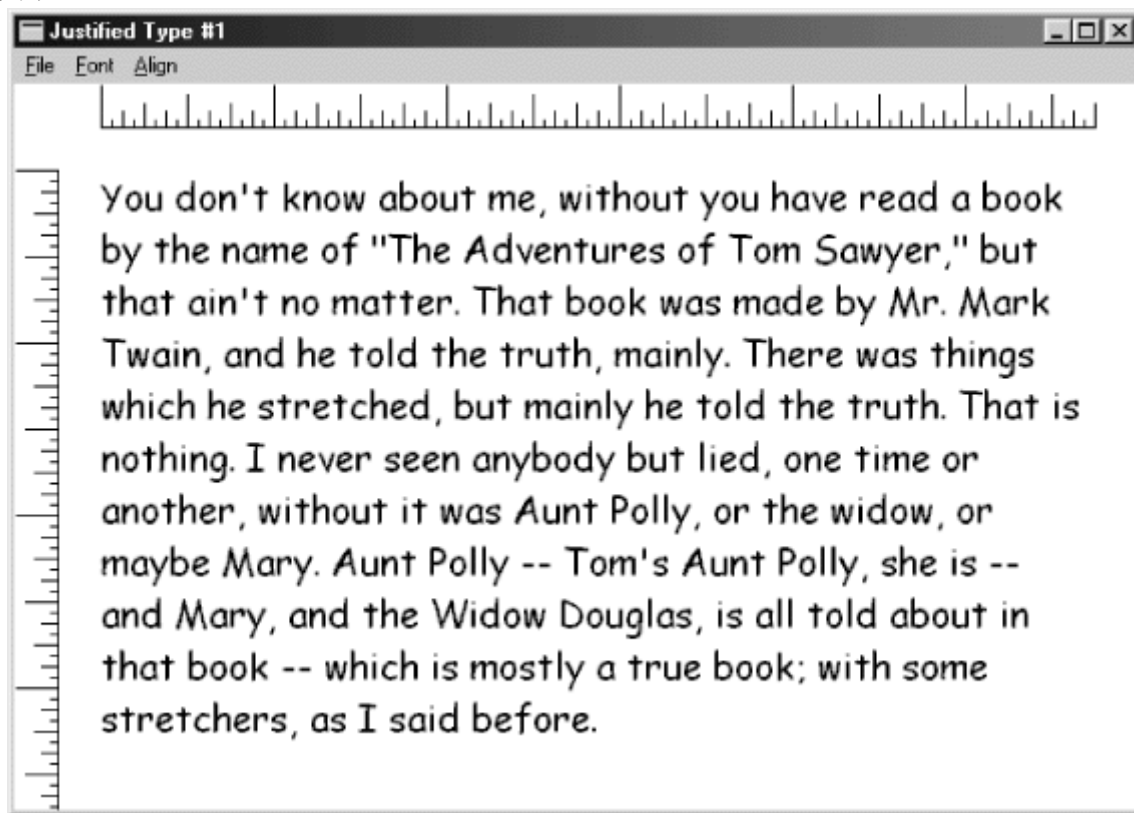 Justified Type #1
File Font Align
You don't know about me, without you have read a book
by the name of "The Adventures of Tom Sawyer," but
that ain't no matter. That book was made by Mr. Mark
Twain, and he told the truth, mainly. There was things
which he stretched, but mainly he told the truth. That is
nothing. I never seen anybody but lied, one time or
another, without it was Aunt Polly, or the widow, or
maybe Mary. Aunt Polly -- Tom's Aunt Polly, she is --
and Mary, and the Widow Douglas, is all told about in
that book -- which is mostly a true book; with some
stretchers, as I said before.